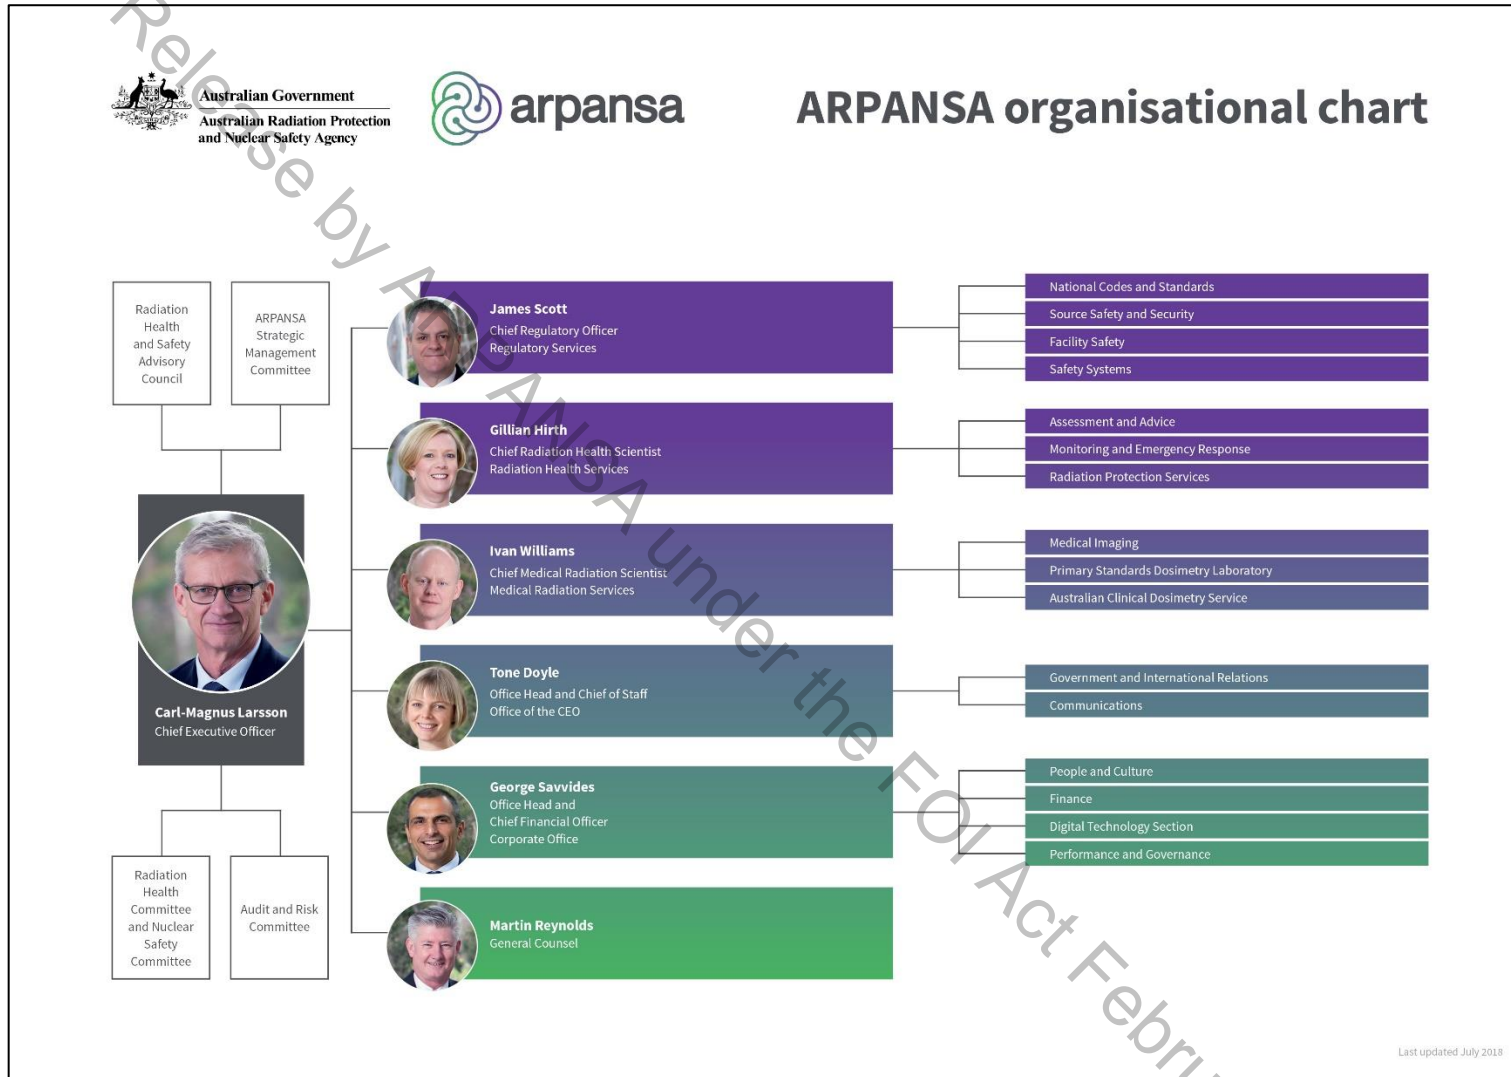 Australian Government
Australian Radiation Protection
and Nuclear Safety Agency
arpansa
ARPANSA organisational chart
Radiation
Health
and Safety
Advisory
Council
ARPANSA
Strategic
Management
Committee
Carl-Magnus Larsson
Chief Executive Officer
Radiation
Health
Committee
and Nuclear
Safety
Committee
Audit and Risk
Committee
James Scott
Chief Regulatory Officer
Regulatory Services
National Codes and Standards
Source Safety and Security
Facility Safety
Safety Systems
Gillian Hirth
Chief Radiation Health Scientist
Radiation Health Services
Assessment and Advice
Monitoring and Emergency Response
Radiation Protection Services
Ivan Williams
Chief Medical Radiation Scientist
Medical Radiation Services
Medical Imaging
Primary Standards Dosimetry Laboratory
Australian Clinical Dosimetry Service
Tone Doyle
Office Head and Chief of Staff
Office of the CEO
Government and International Relations
Communications
George Savvides
Office Head and
Chief Financial Officer
Corporate Office
People and Culture
Finance
Digital Technology Section
Performance and Governance
Martin Reynolds
General Counsel
Last updated July 2018
Release by ARPANSA under the FOI Act Febru